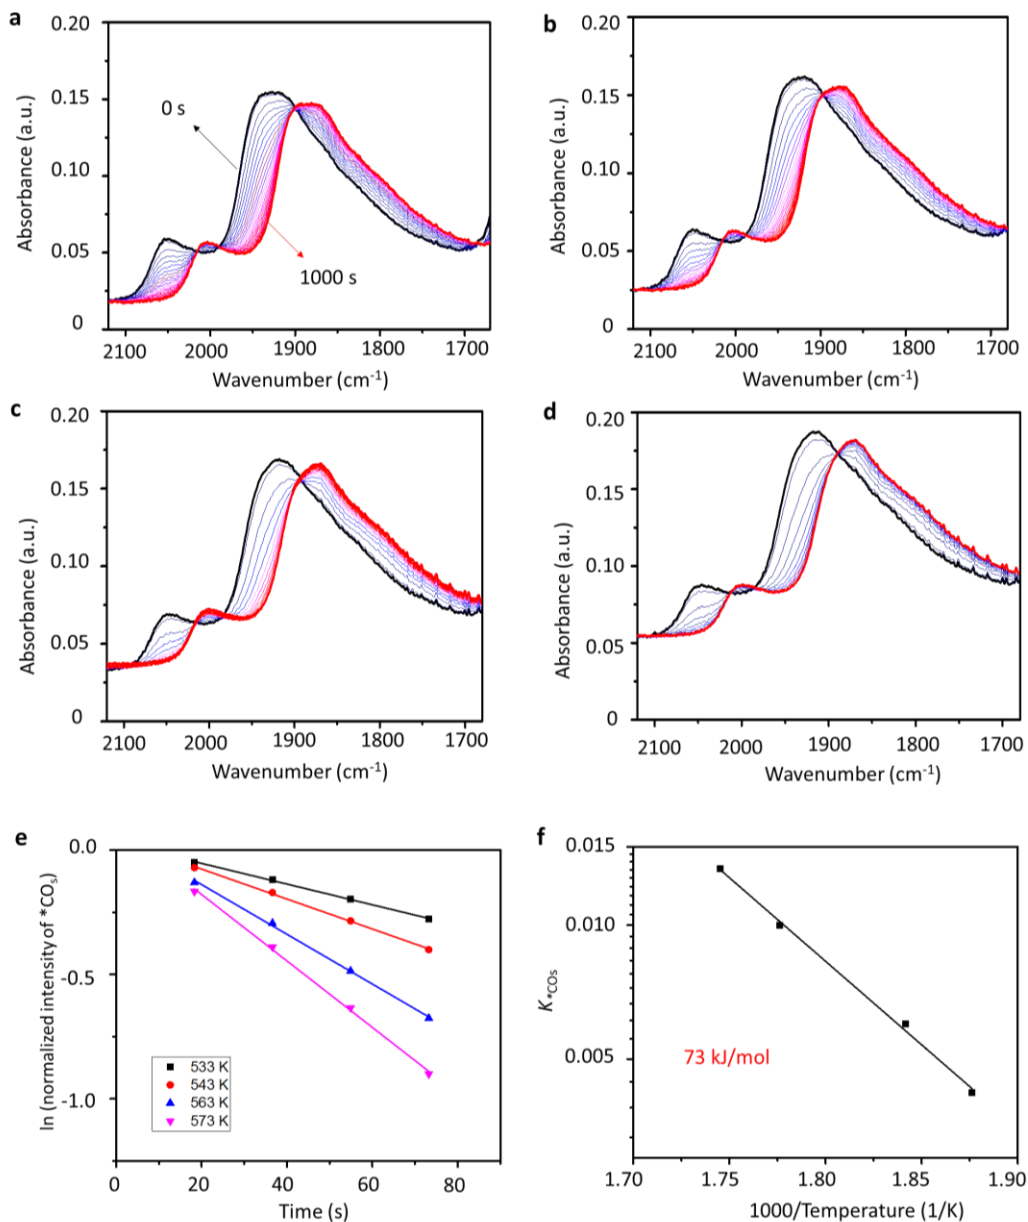 a
0.20
0.15
0.10
0.05
0
Absorbance (a.u.)
0 s
1000 s
2100 2000 1900 1800 1700
Wavenumber (cm⁻¹)
b
0.20
0.15
0.10
0.05
0
Absorbance (a.u.)
2100 2000 1900 1800 1700
Wavenumber (cm⁻¹)
c
0.20
0.15
0.10
0.05
0
Absorbance (a.u.)
2100 2000 1900 1800 1700
Wavenumber (cm⁻¹)
d
0.20
0.15
0.10
0.05
0
Absorbance (a.u.)
2100 2000 1900 1800 1700
Wavenumber (cm⁻¹)
e
0.0
-0.5
-1.0
ln (normalized intensity of *COₛ)
533 K
543 K
563 K
573 K
0 20 40 60 80
Time (s)
f
0.015
0.010
0.005
K*COs
73 kJ/mol
1.70 1.75 1.80 1.85 1.90
1000/Temperature (1/K)